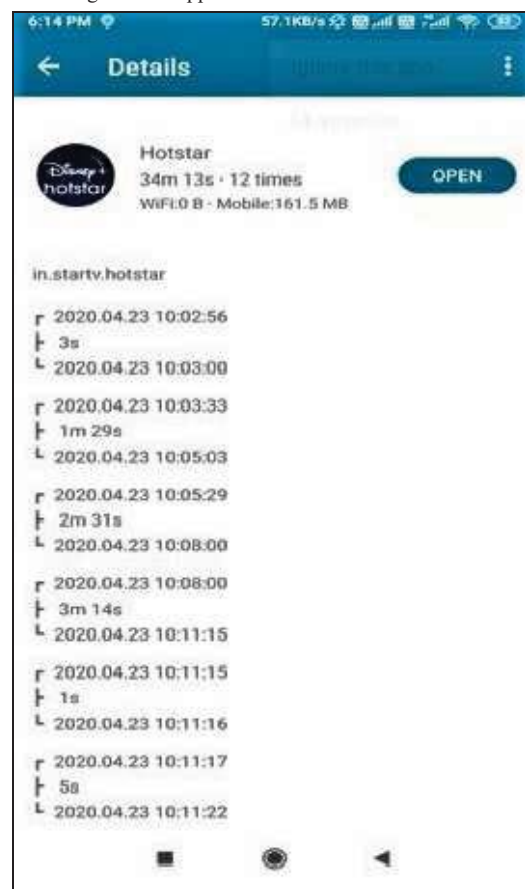 6:14 PM 57.1KB/s
Details
Disney+
hotstar
Hotstar
34m 13s · 12 times
WiFi:0 B - Mobile:161.5 MB
OPEN
in.startv.hotstar
2020.04.23 10:02:56
3s
2020.04.23 10:03:00
2020.04.23 10:03:33
1m 29s
2020.04.23 10:05:03
2020.04.23 10:05:29
2m 31s
2020.04.23 10:08:00
2020.04.23 10:08:00
3m 14s
2020.04.23 10:11:15
2020.04.23 10:11:15
1s
2020.04.23 10:11:16
2020.04.23 10:11:17
5s
2020.04.23 10:11:22